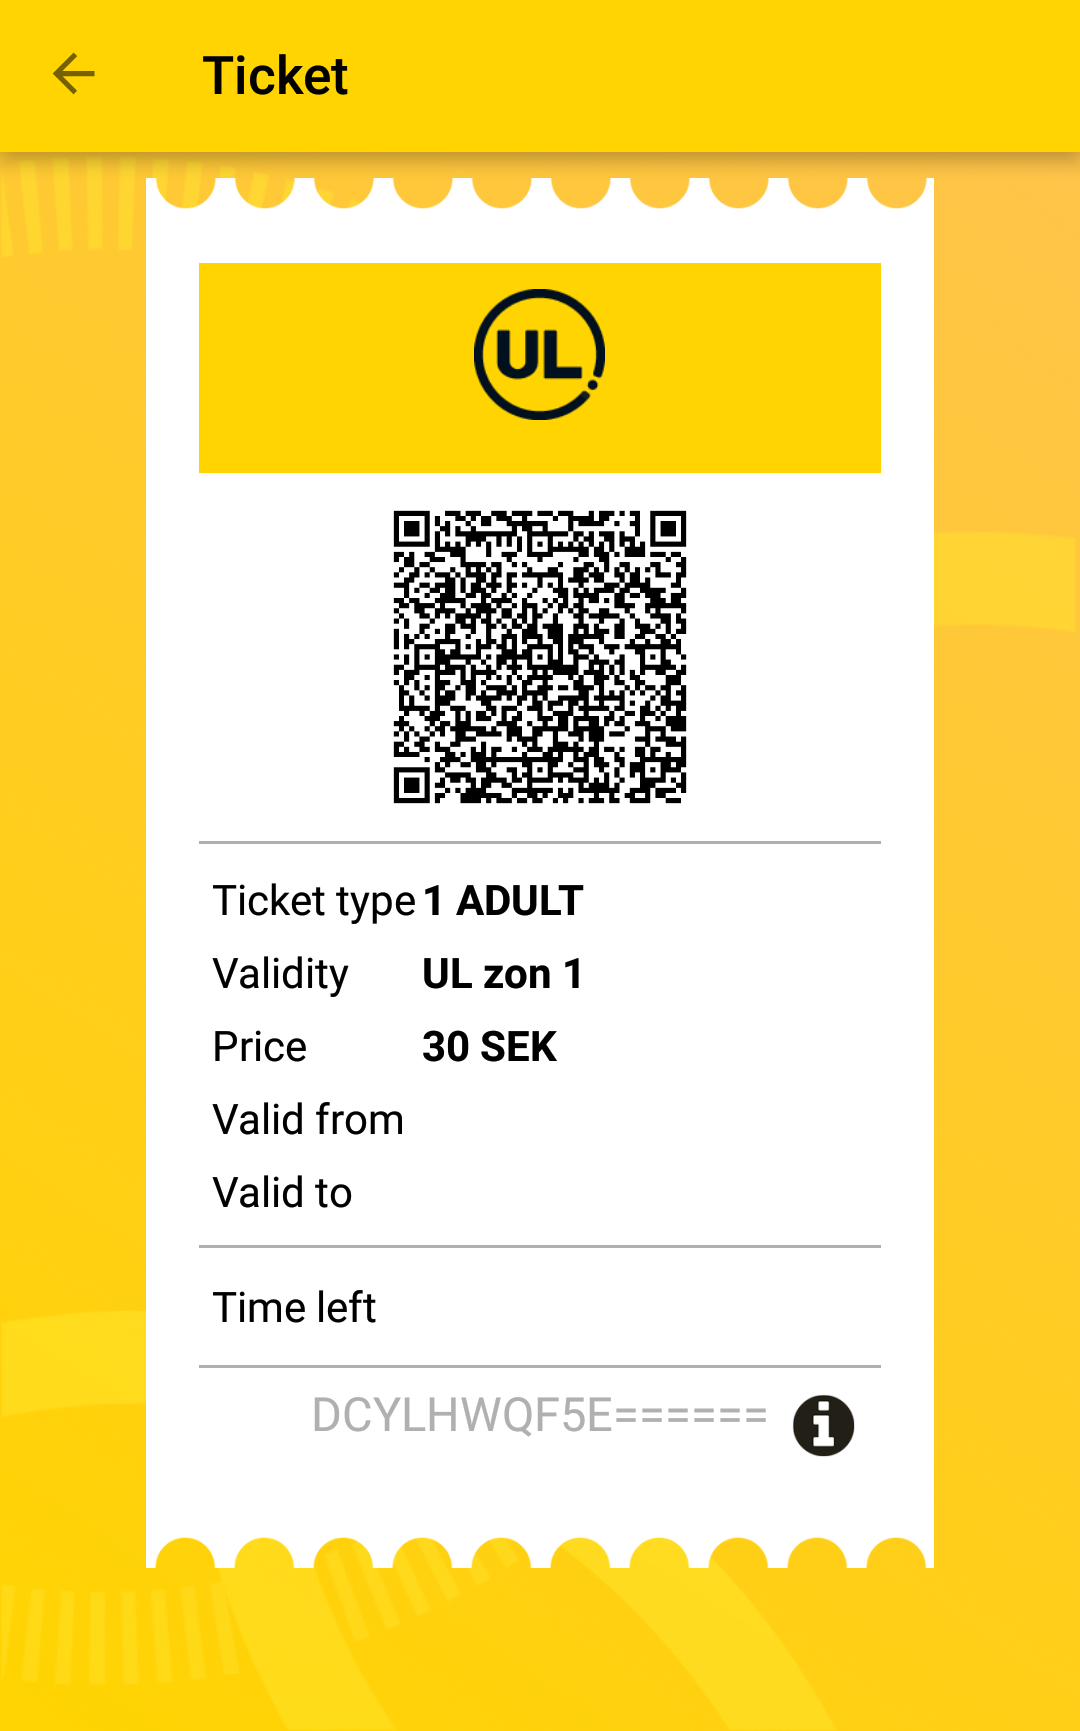 Ticket
UL
Ticket type 1 ADULT
Validity UL zon 1
Price 30 SEK
Valid from
Valid to
Time left
DCYLHWQF5E======
i